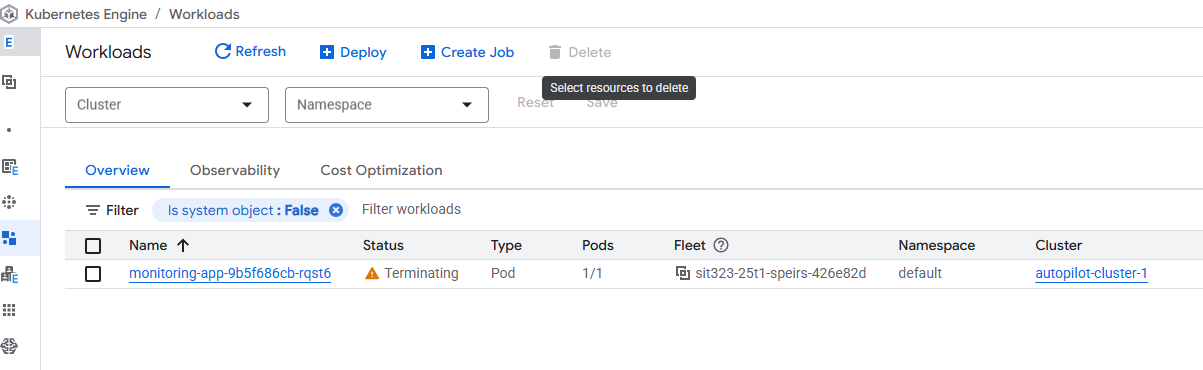 Kubernetes Engine / Workloads
E
Workloads Refresh Deploy Create Job Delete
Select resources to delete
Cluster Namespace Reset Save
Overview Observability Cost Optimization
Filter Is system object : False Filter workloads
Name Status Type Pods Fleet Namespace Cluster
monitoring-app-9b5f686cb-rqst6 Terminating Pod 1/1 sit323-25t1-speirs-426e82d default autopilot-cluster-1